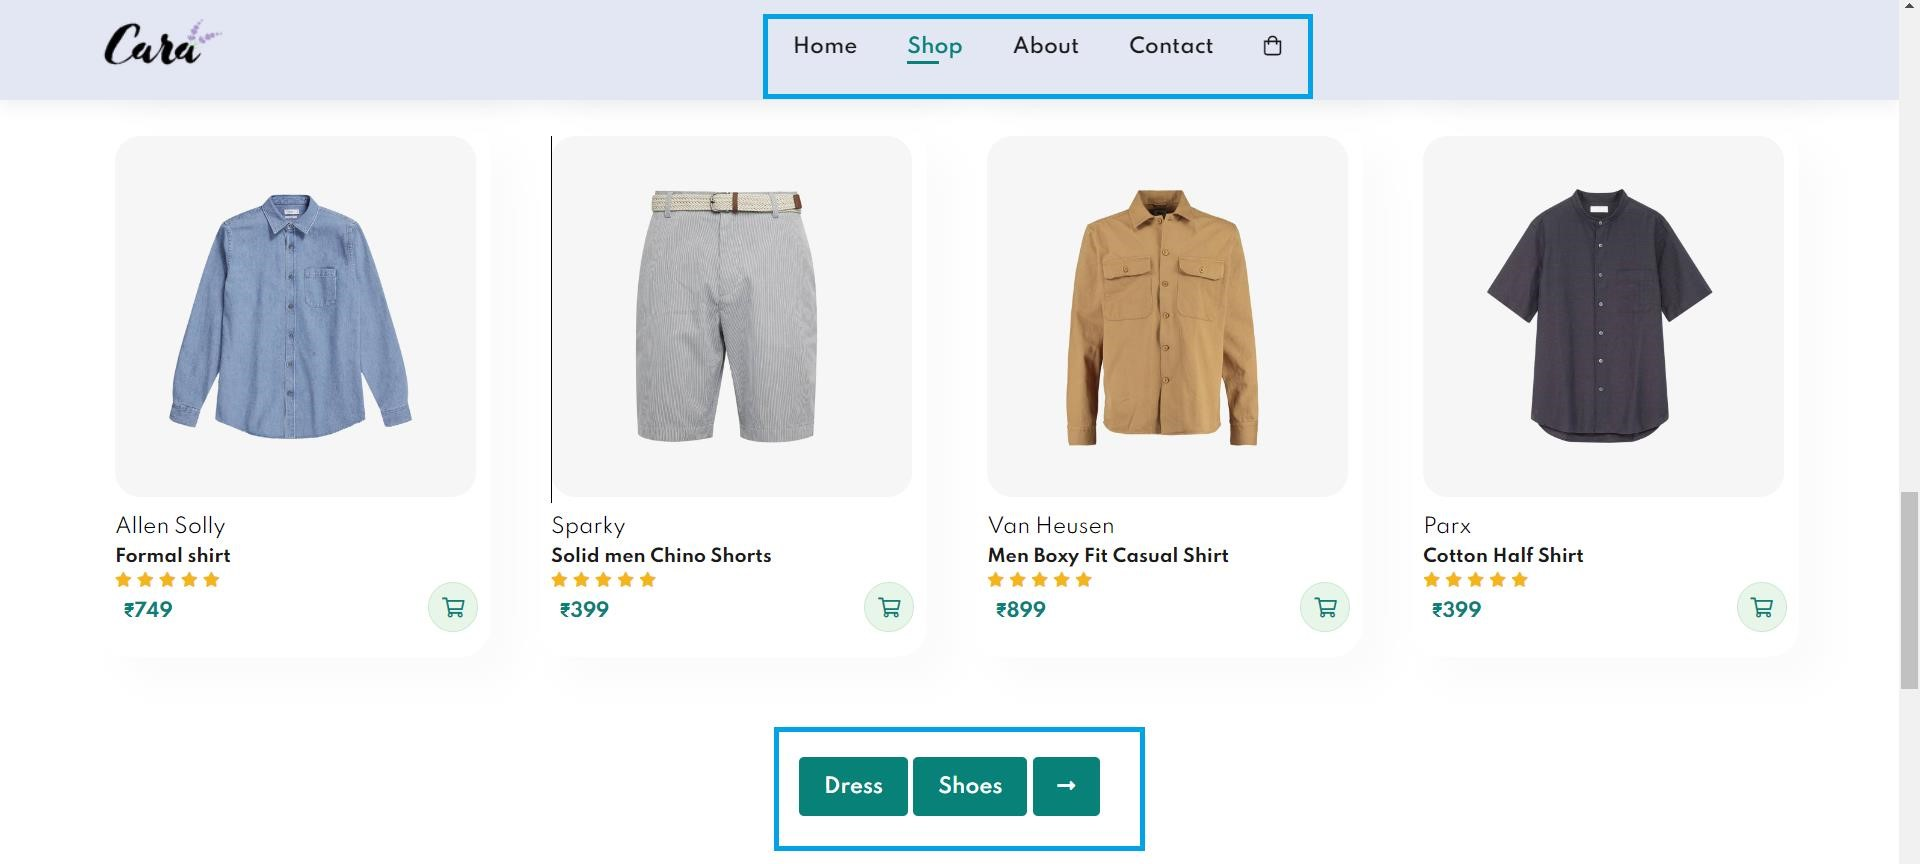 Cara
Home Shop About Contact
Allen Solly
Formal shirt
₹749
Sparky
Solid men Chino Shorts
₹399
Van Heusen
Men Boxy Fit Casual Shirt
₹899
Parx
Cotton Half Shirt
₹399
Dress Shoes →